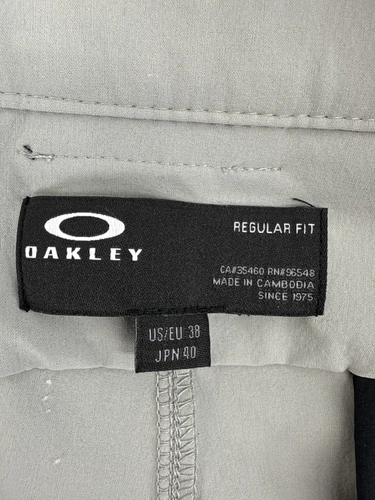 REGULAR FIT
OAKLEY
CA#35460 RN#96548
MADE IN CAMBODIA
SINCE 1975
US/EU 38
JPN 40